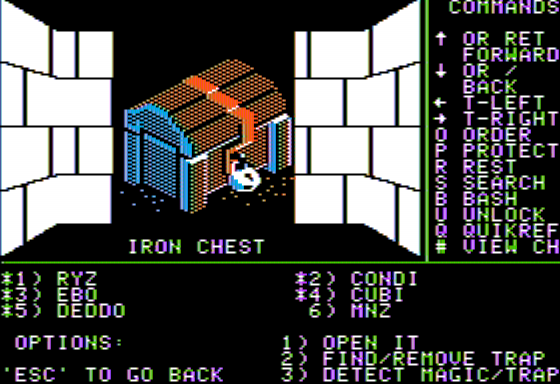 COMMANDS
↑ OR RET
FORWARD
↓ OR /
BACK
← T-LEFT
→ T-RIGHT
O ORDER
P PROTECT
R REST
S SEARCH
B BASH
U UNLOCK
Q QUIKREF
# VIEW CH
IRON CHEST
*1) RYZ *2) CONDI
*3) EBO *4) CUBI
*5) DEDDO 6) MNZ
OPTIONS: 1) OPEN IT
2) FIND/REMOVE TRAP
'ESC' TO GO BACK 3) DETECT MAGIC/TRAP